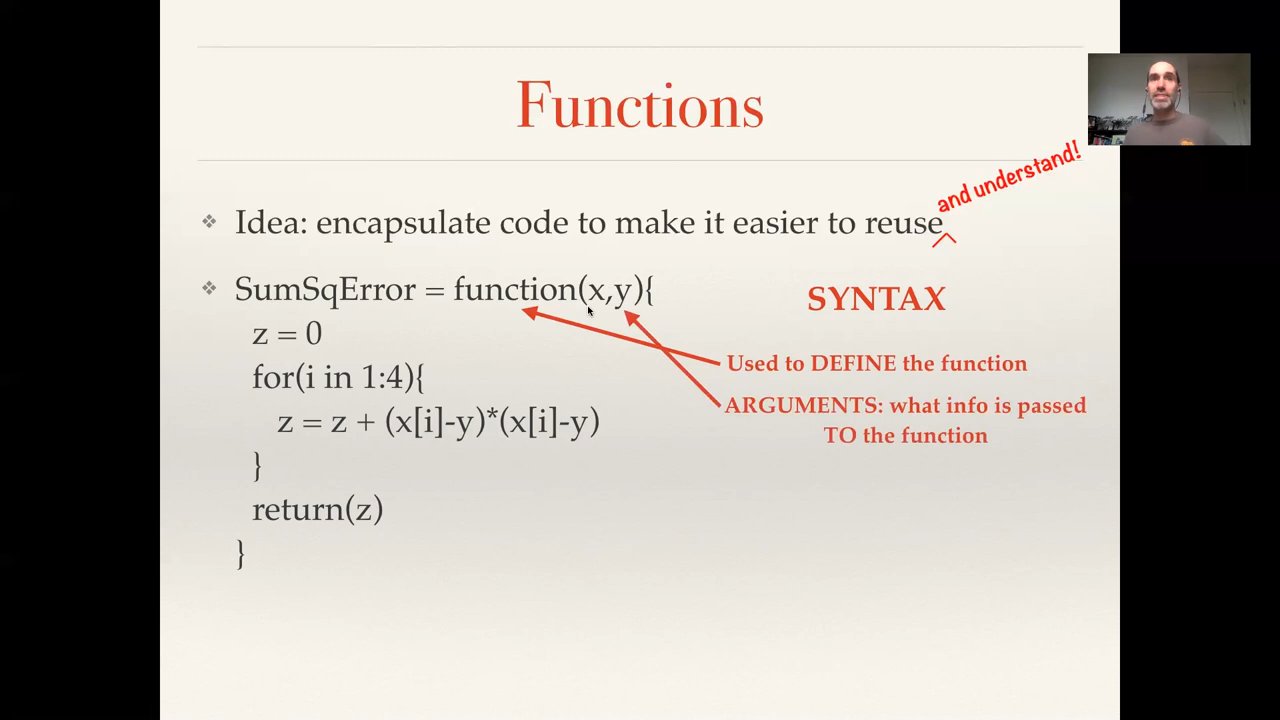 Functions
and understand!
❖ Idea: encapsulate code to make it easier to reuse
❖ SumSqError = function(x,y){
z = 0
for(i in 1:4){
z = z + (x[i]-y)*(x[i]-y)
}
return(z)
}
SYNTAX
Used to DEFINE the function
ARGUMENTS: what info is passed
TO the function